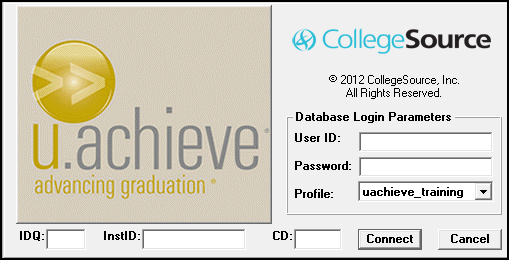 u.achieve®
advancing graduation®
CollegeSource
© 2012 CollegeSource, Inc.
All Rights Reserved.
Database Login Parameters
User ID:
Password:
Profile: uachieve_training
IDQ: InstID: CD: Connect Cancel